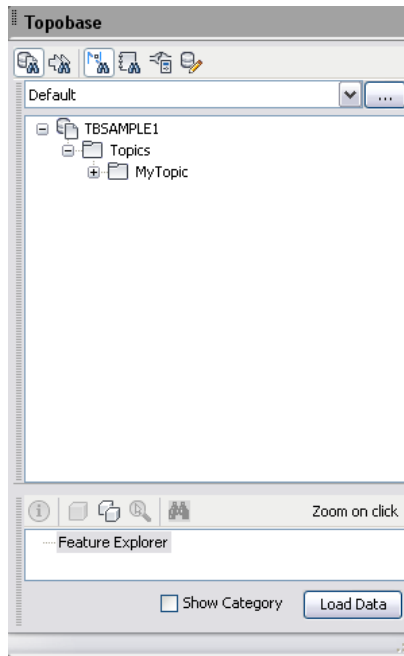 Topobase
Default
...
TBSAMPLE1
Topics
MyTopic
Zoom on click
Feature Explorer
Show Category
Load Data